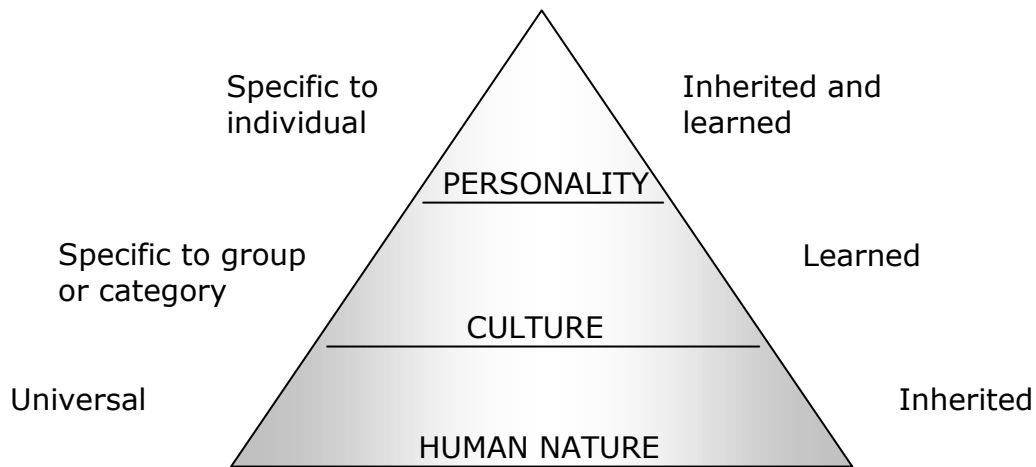 Specific to
individual
Inherited and
learned
PERSONALITY
Specific to group
or category
Learned
CULTURE
Universal
Inherited
HUMAN NATURE